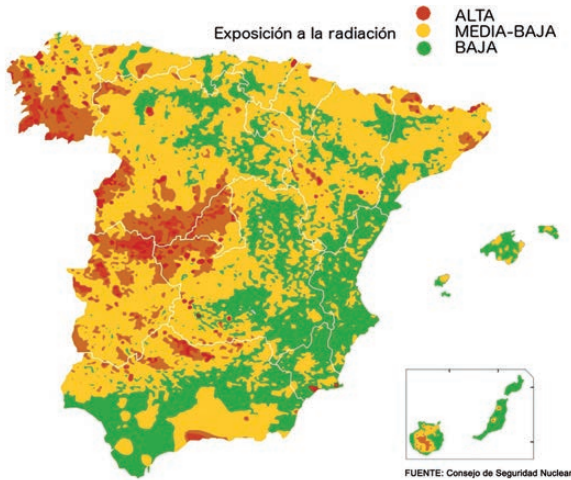 Exposición a la radiación
ALTA
MEDIA-BAJA
BAJA
FUENTE: Consejo de Seguridad Nuclear